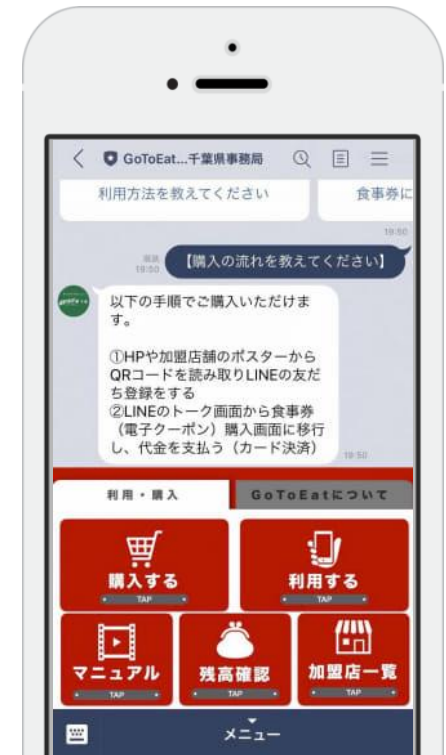 GoToEat...千葉県事務局
利用方法を教えてください
食事券に
19:50
既読
19:50
【購入の流れを教えてください】
以下の手順でご購入いただけま
す。
①HPや加盟店舗のポスターから
QRコードを読み取りLINEの友だ
ち登録をする
②LINEのトーク画面から食事券
（電子クーポン）購入画面に移行
し、代金を支払う（カード決済）
19:50
利用・購入
GoToEatについて
購入する
TAP
利用する
TAP
マニュアル
TAP
残高確認
TAP
加盟店一覧
TAP
メニュー